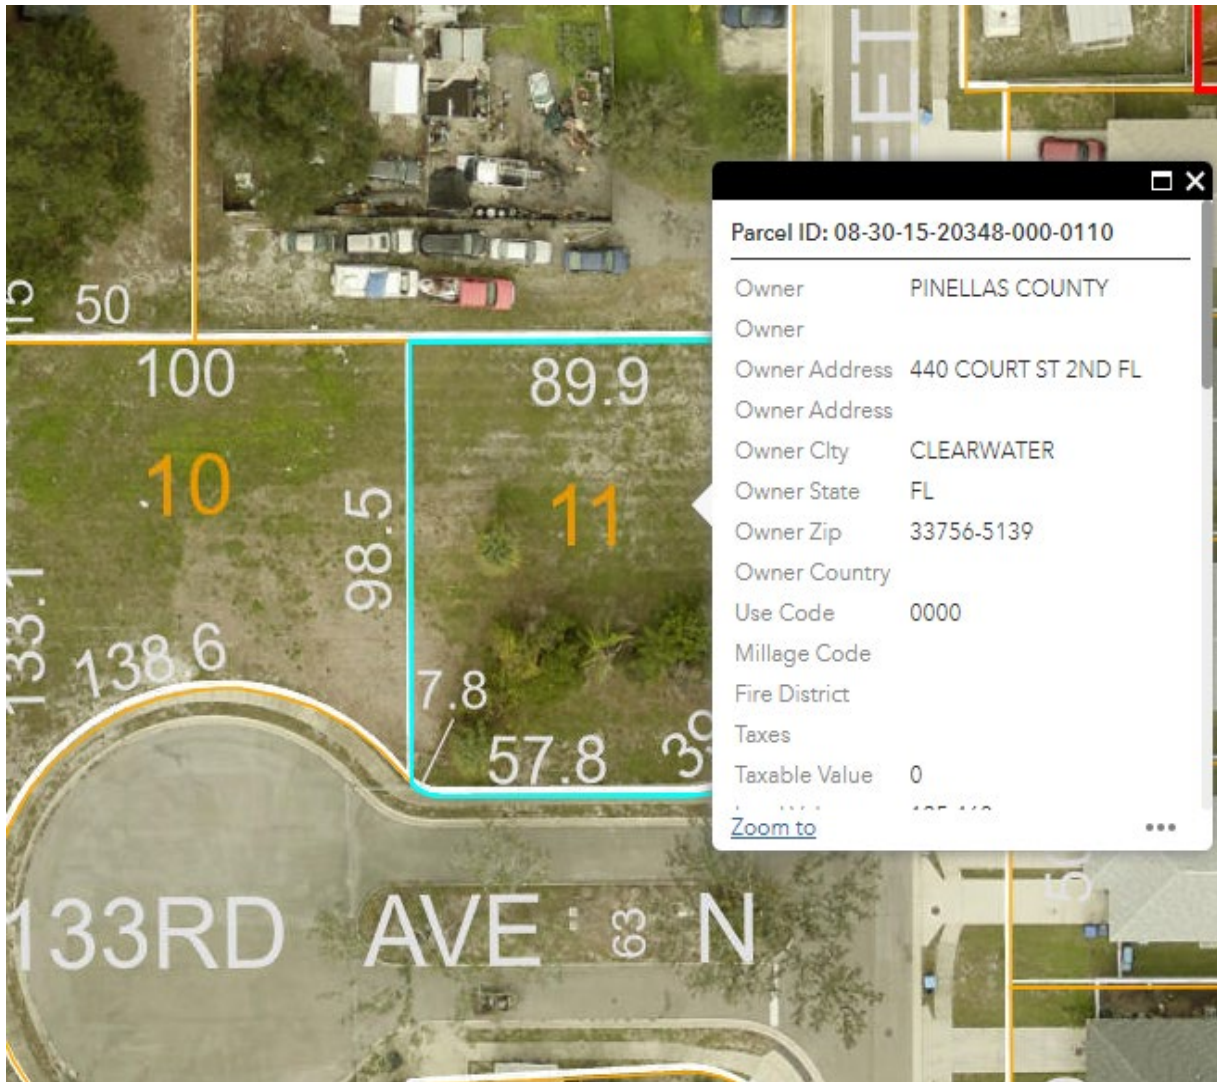 EET
Parcel ID: 08-30-15-20348-000-0110
Owner PINELLAS COUNTY
Owner
Owner Address 440 COURT ST 2ND FL
Owner Address
Owner CIty CLEARWATER
Owner State FL
Owner Zip 33756-5139
Owner Country
Use Code 0000
Millage Code
Fire District
Taxes
Taxable Value 0
Zoom to
50
100
89.9
10
11
98.5
133.1
138.6
7.8
57.8
39
133RD AVE N
63
50